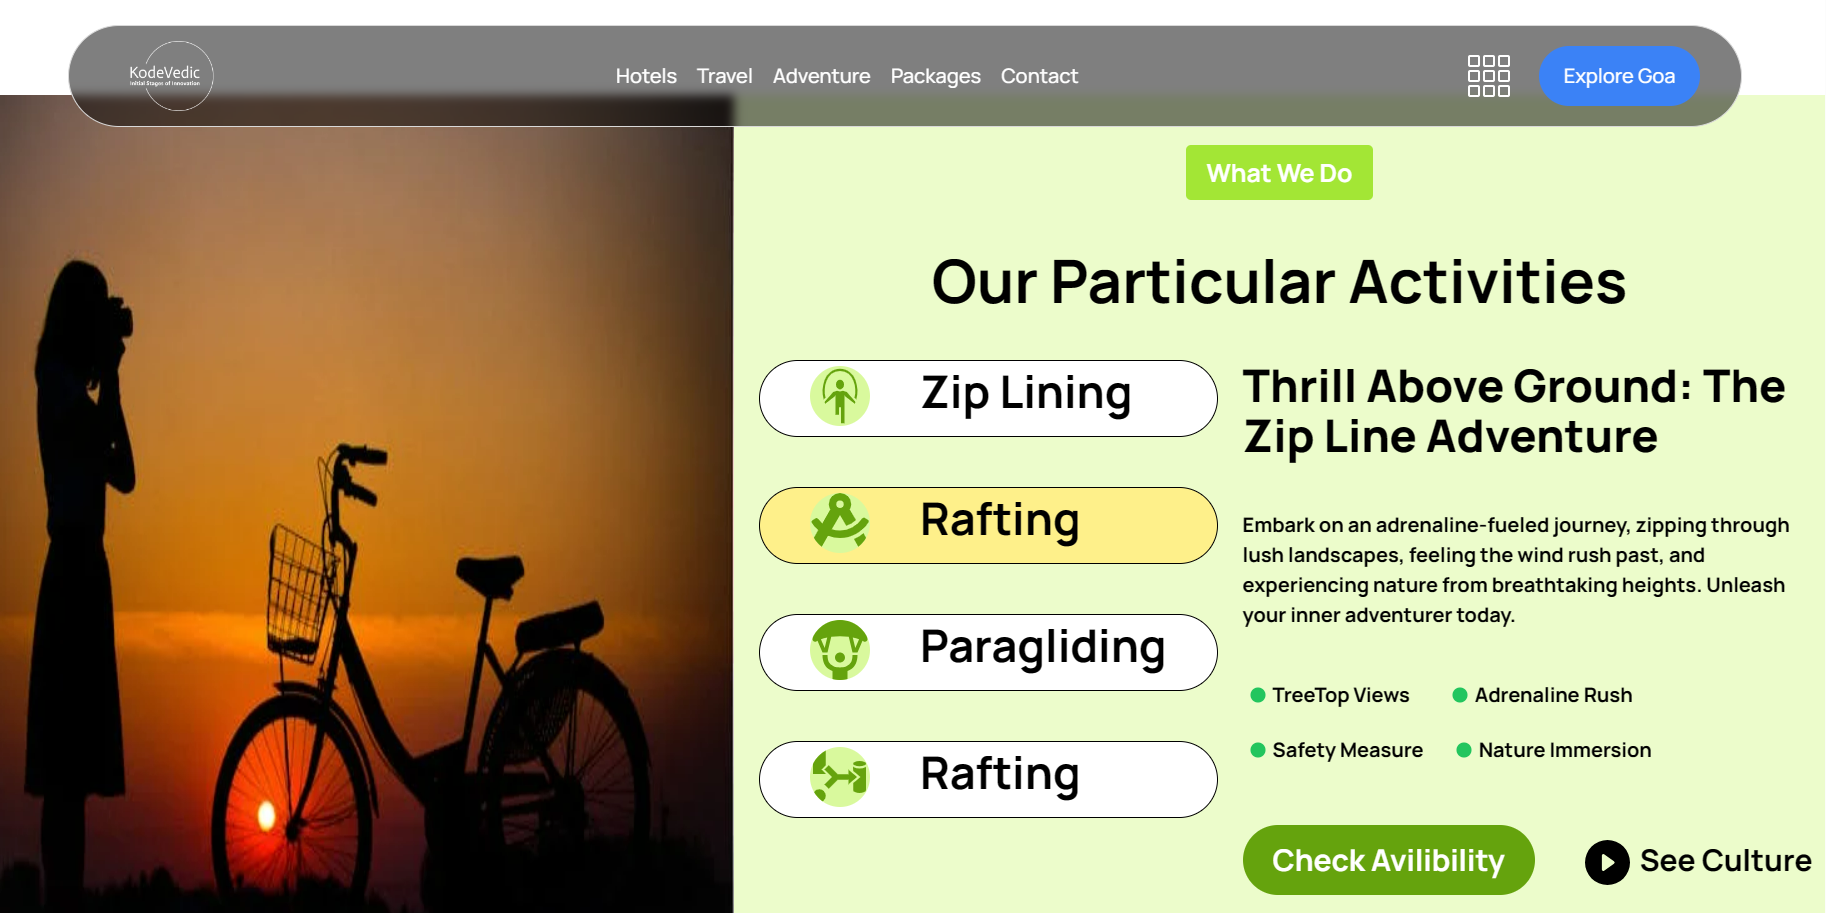 KodeVedic
Initial Stages of Innovation
Hotels Travel Adventure Packages Contact
Explore Goa
What We Do
Our Particular Activities
Zip Lining
Rafting
Paragliding
Rafting
Thrill Above Ground: The
Zip Line Adventure
Embark on an adrenaline-fueled journey, zipping through
lush landscapes, feeling the wind rush past, and
experiencing nature from breathtaking heights. Unleash
your inner adventurer today.
TreeTop Views Adrenaline Rush
Safety Measure Nature Immersion
Check Avilibility
See Culture